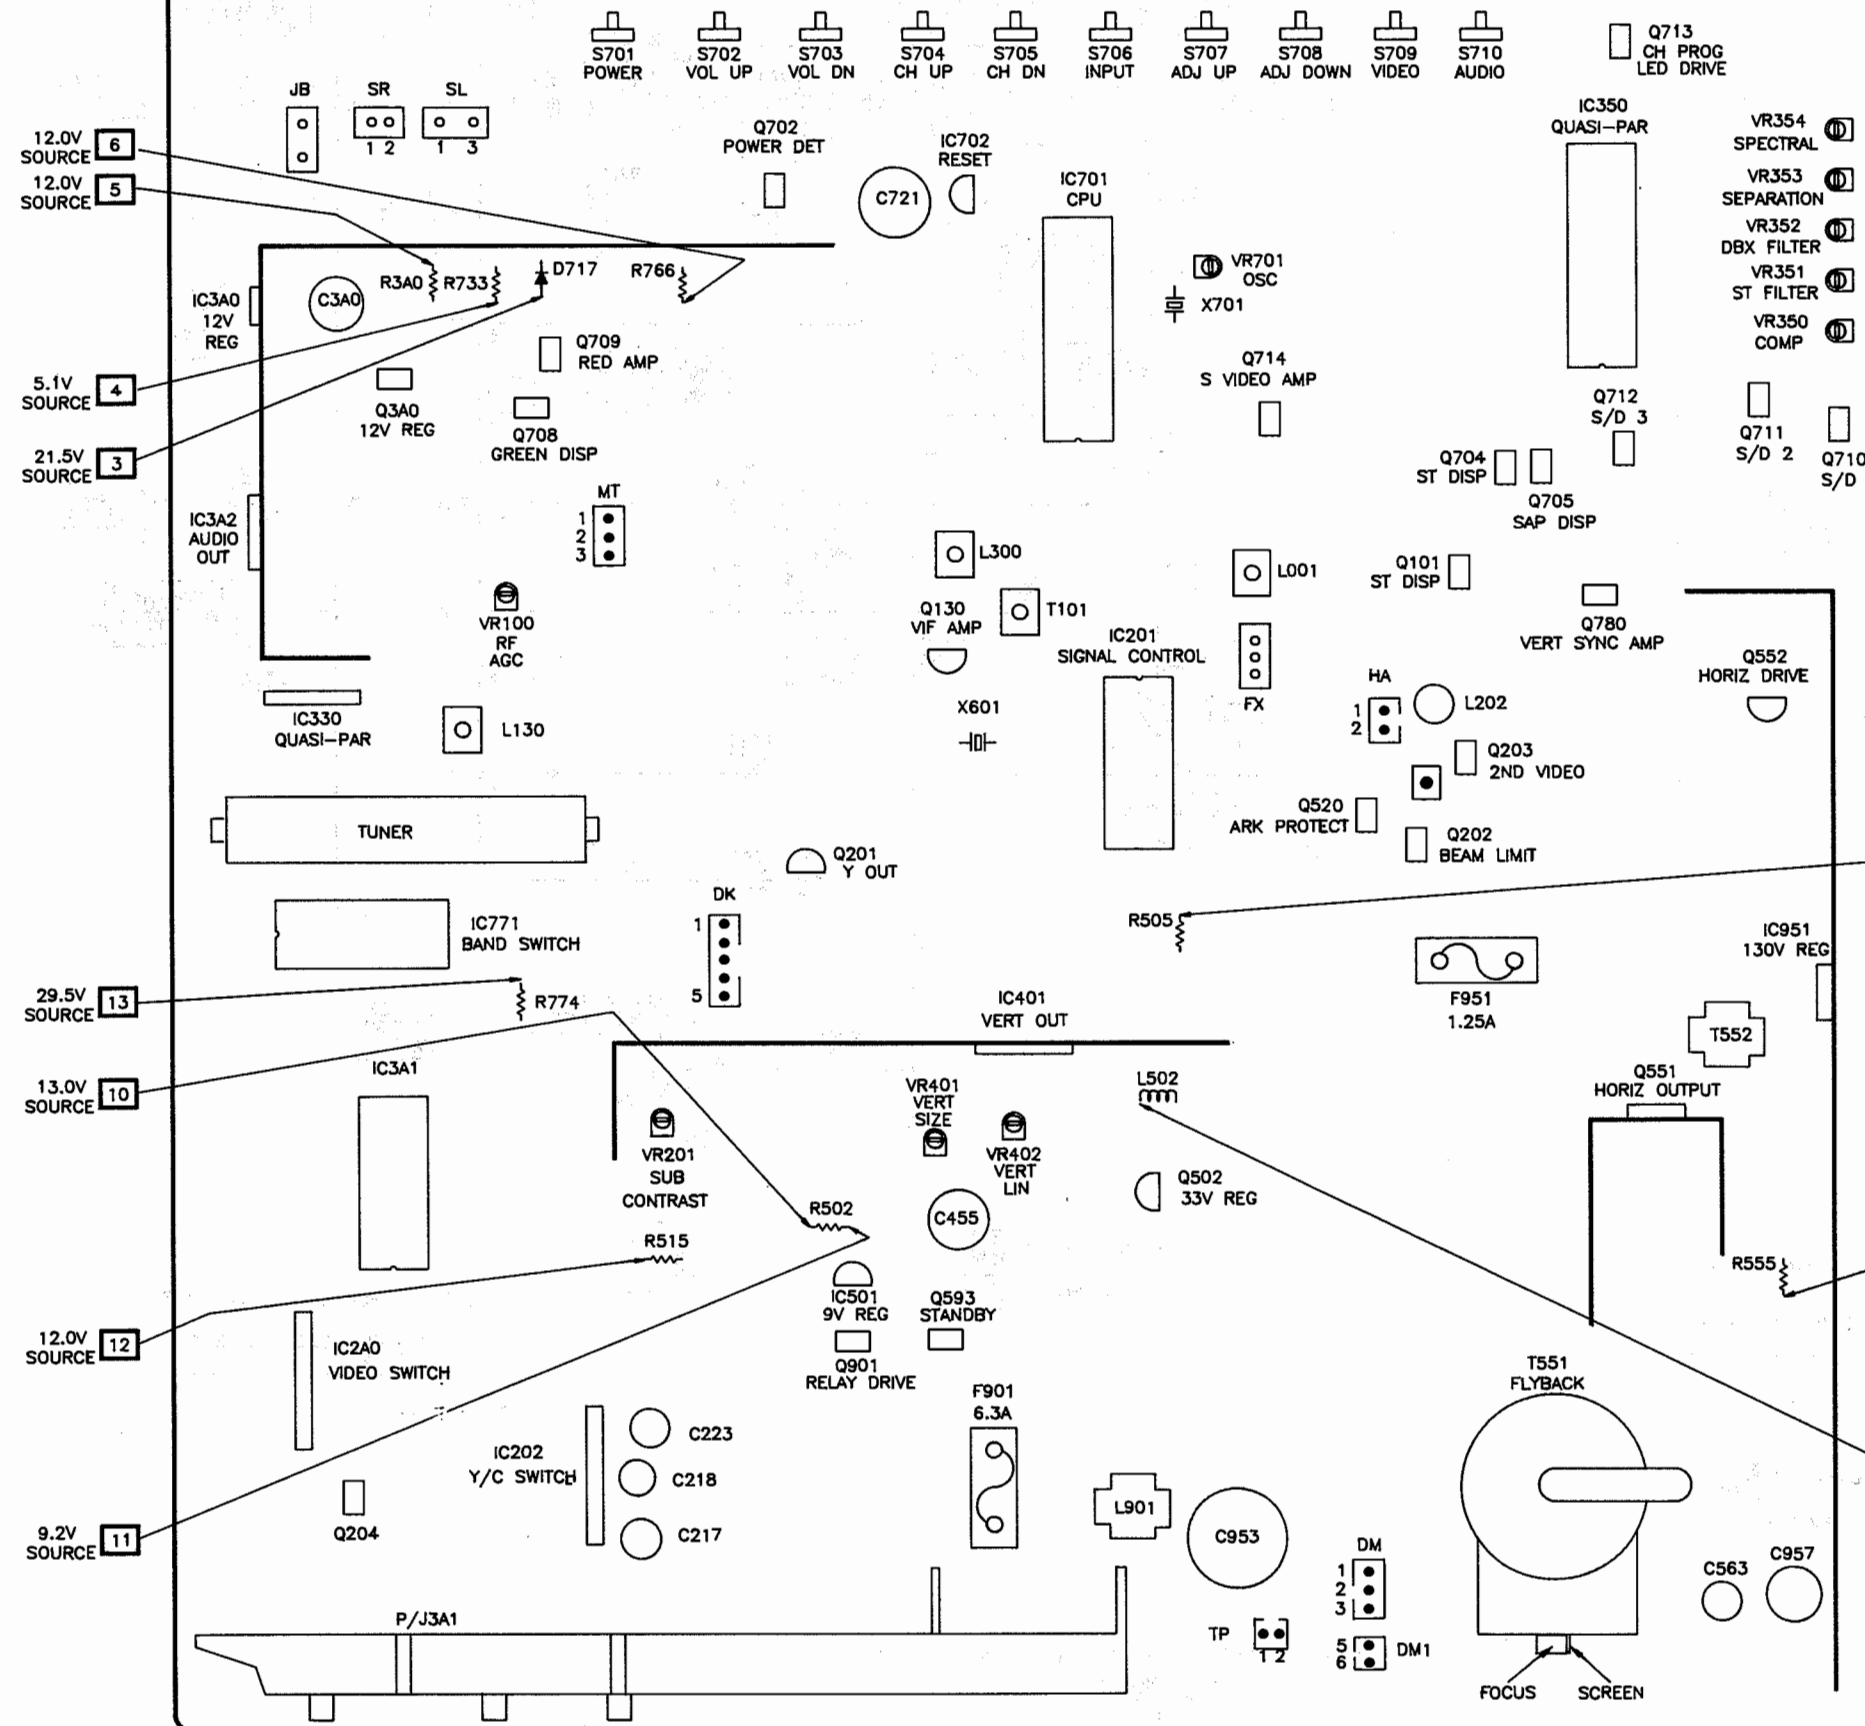 S701
POWER
S702
VOL UP
S703
VOL DN
S704
CH UP
S705
CH DN
S706
INPUT
S707
ADJ UP
S708
ADJ DOWN
S709
VIDEO
S710
AUDIO
Q713
CH PROG
LED DRIVE
JB
SR
1 2
SL
1 3
12.0V
SOURCE
6
12.0V
SOURCE
5
Q702
POWER DET
C721
IC702
RESET
IC701
CPU
IC350
QUASI-PAR
VR354
SPECTRAL
VR353
SEPARATION
VR352
DBX FILTER
VR351
ST FILTER
VR350
COMP
IC3A0
12V
REG
C3A0
R3A0
R733
D717
R766
VR701
OSC
X701
Q709
RED AMP
5.1V
SOURCE
4
Q3A0
12V REG
Q708
GREEN DISP
21.5V
SOURCE
3
Q714
S VIDEO AMP
Q712
S/D 3
Q711
S/D 2
Q710
S/D
Q704
ST DISP
Q705
SAP DISP
IC3A2
AUDIO
OUT
MT
1
2
3
L300
T101
L001
Q101
ST DISP
VR100
RF
AGC
Q130
VIF AMP
IC201
SIGNAL CONTROL
FX
Q780
VERT SYNC AMP
Q552
HORIZ DRIVE
IC330
QUASI-PAR
L130
X601
HA
1
2
L202
Q203
2ND VIDEO
TUNER
Q201
Y OUT
Q520
ARK PROTECT
Q202
BEAM LIMIT
IC771
BAND SWITCH
DK
1
5
R505
F951
1.25A
IC951
130V REG
29.5V
SOURCE
13
R774
IC401
VERT OUT
T552
13.0V
SOURCE
10
IC3A1
VR201
SUB
CONTRAST
VR401
VERT
SIZE
VR402
VERT
LIN
L502
Q551
HORIZ OUTPUT
Q502
33V REG
R502
C455
R515
R555
12.0V
SOURCE
12
IC2A0
VIDEO SWITCH
IC501
9V REG
Q593
STANDBY
Q901
RELAY DRIVE
F901
6.3A
T551
FLYBACK
IC202
Y/C SWITCH
C223
C218
C217
9.2V
SOURCE
11
Q204
L901
C953
DM
1
2
3
C563
C957
P/J3A1
TP
1 2
5
6
DM1
FOCUS
SCREEN